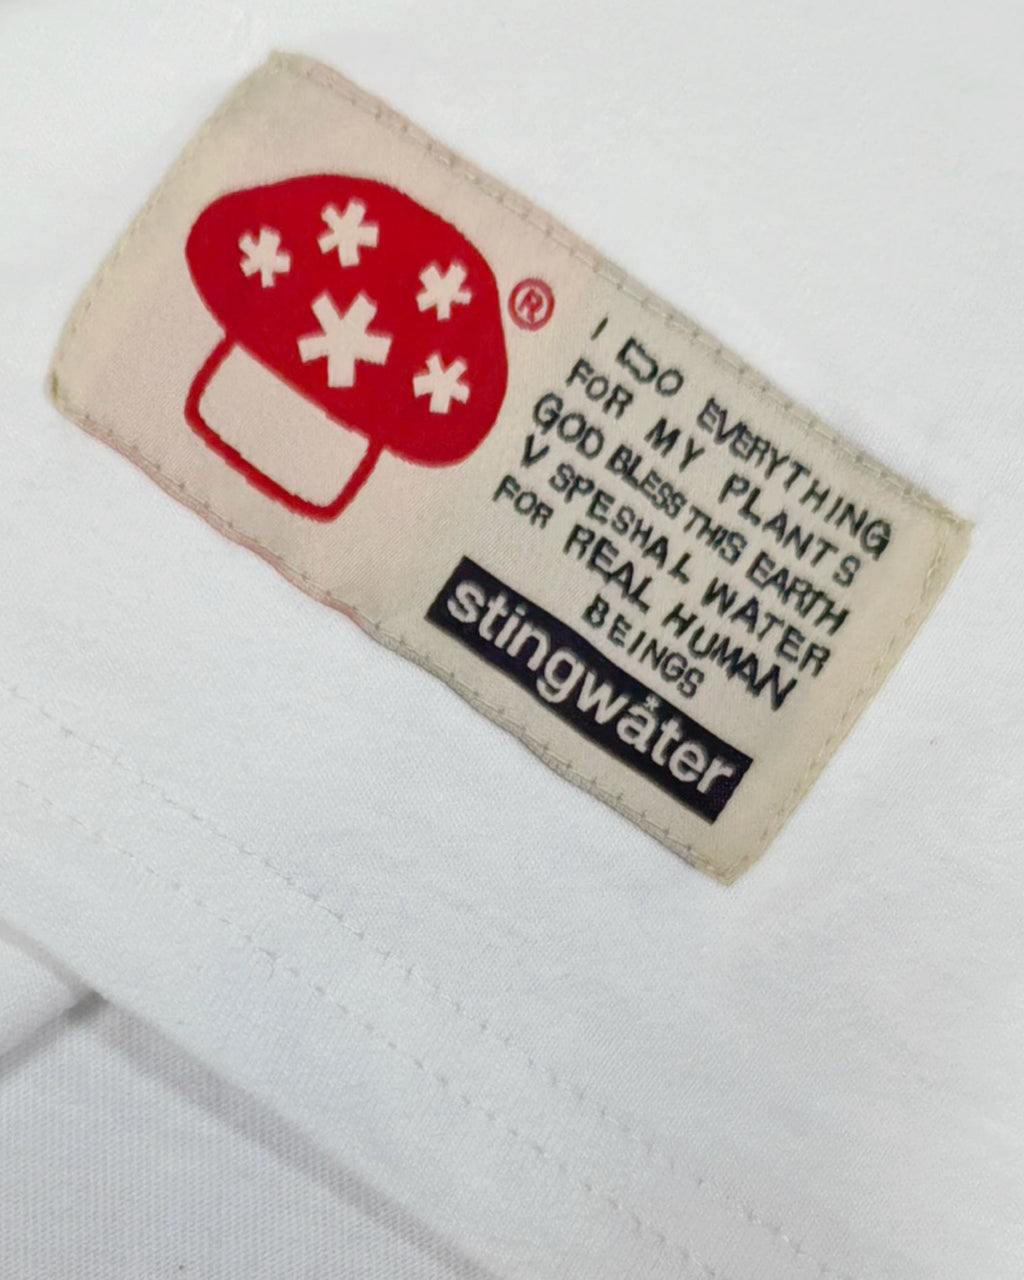 ®
I DO EVERYTHING
FOR MY PLANTS
GOD BLESS THIS EARTH
V SPESHAL WATER
FOR REAL HUMAN
BEINGS
stingwater